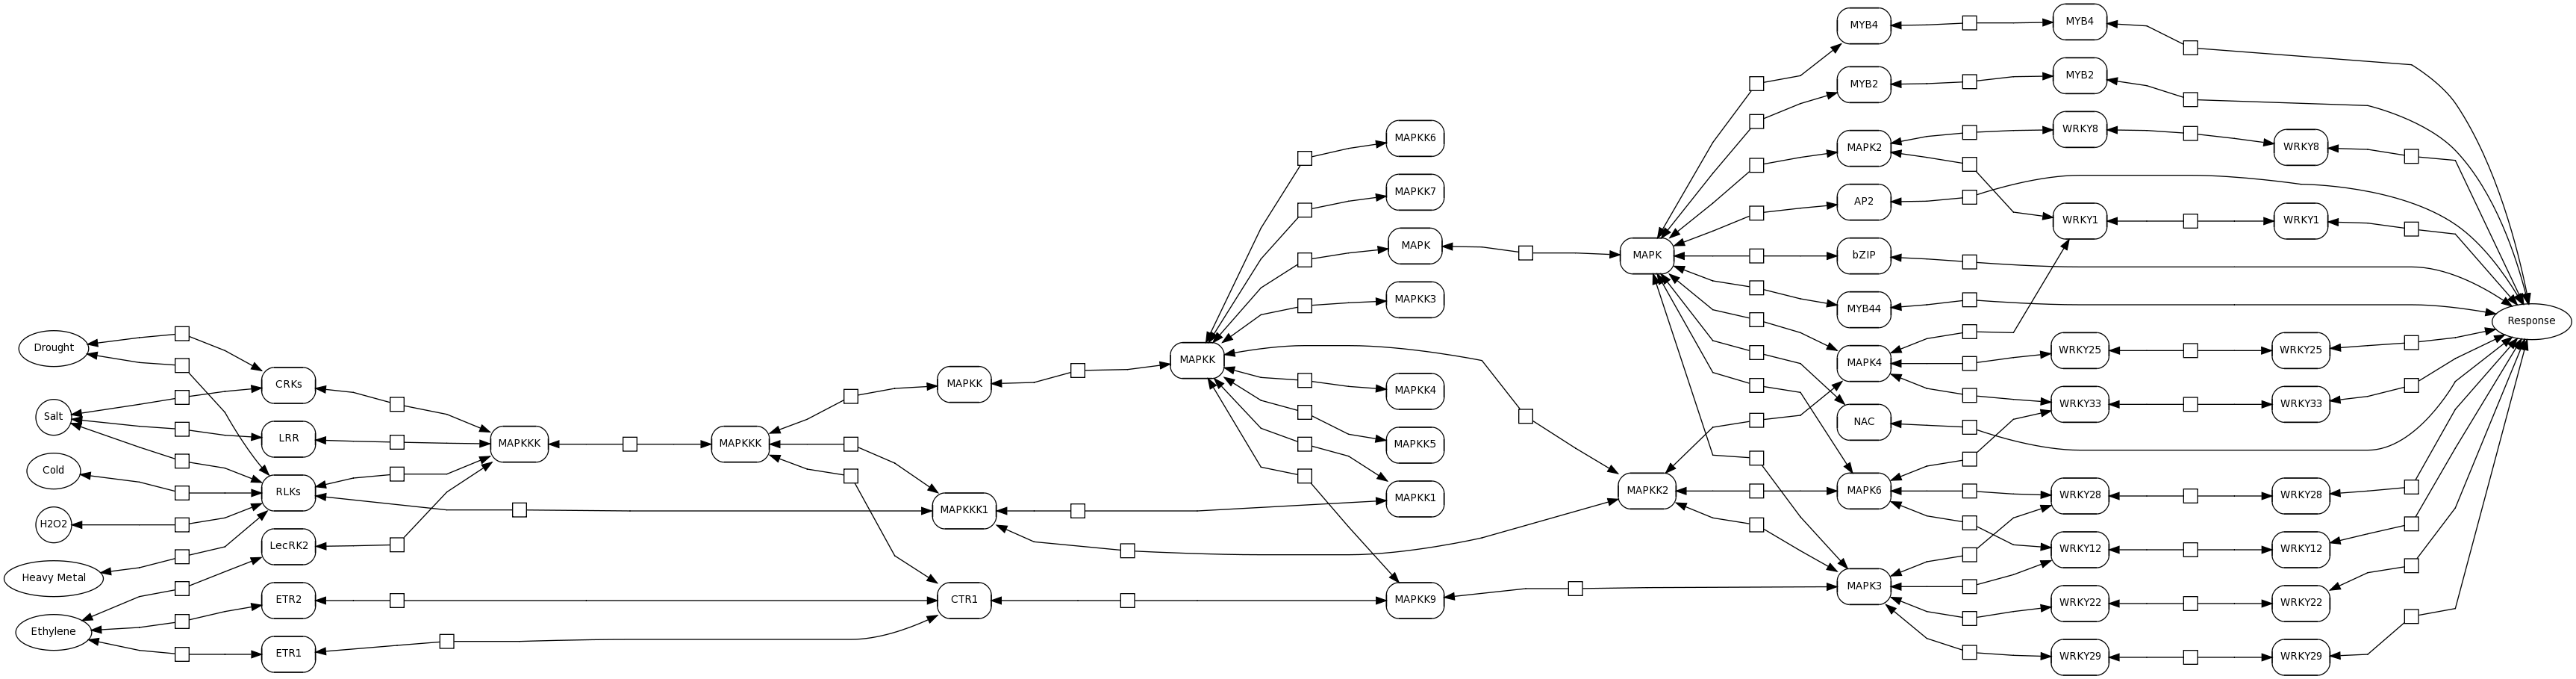 Drought
Salt
Cold
H2O2
Heavy Metal
Ethylene
CRKs
LRR
RLKs
LecRK2
ETR2
ETR1
MAPKKK
MAPKKK
MAPKK
MAPKKK1
CTR1
MAPKK
MAPKK6
MAPKK7
MAPK
MAPKK3
MAPKK4
MAPKK5
MAPKK1
MAPKK9
MAPK
MAPKK2
MYB4
MYB2
MAPK2
AP2
bZIP
MYB44
MAPK4
NAC
MAPK6
MAPK3
MYB4
MYB2
WRKY8
WRKY1
WRKY25
WRKY33
WRKY28
WRKY12
WRKY22
WRKY29
WRKY8
WRKY1
WRKY25
WRKY33
WRKY28
WRKY12
WRKY22
WRKY29
Response